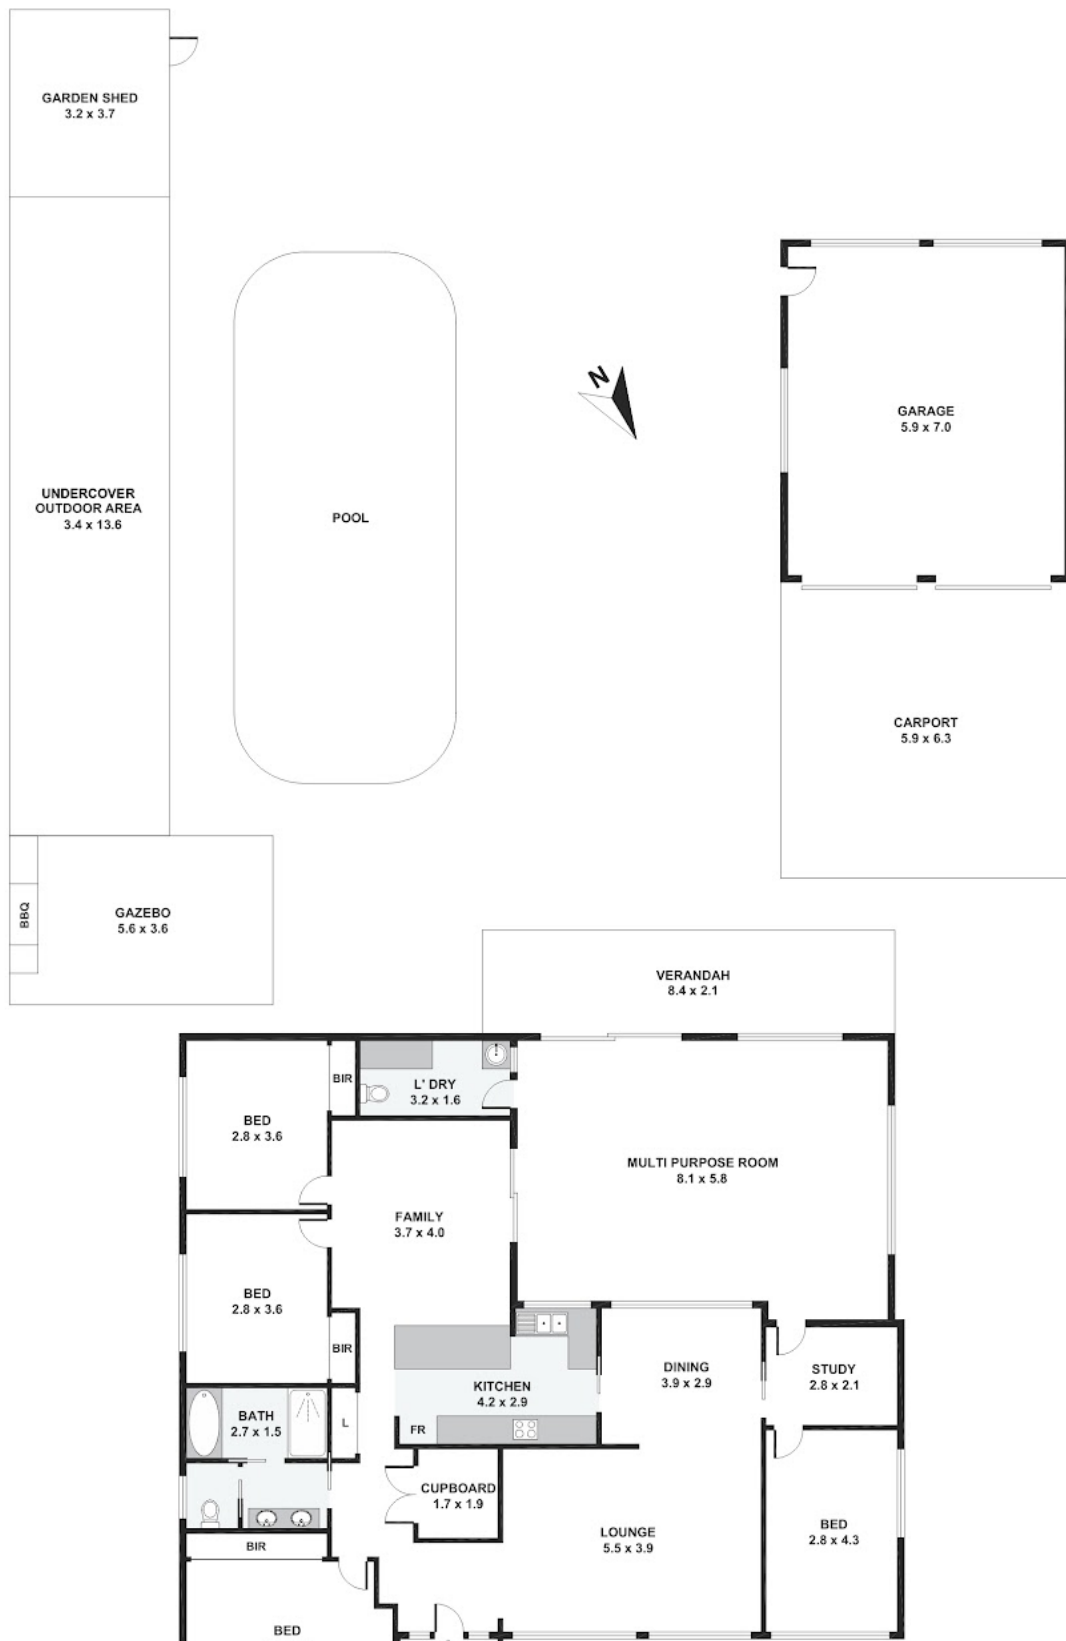 GARDEN SHED
3.2 x 3.7
N
GARAGE
5.9 x 7.0
UNDERCOVER
OUTDOOR AREA
3.4 x 13.6
POOL
CARPORT
5.9 x 6.3
BBQ
GAZEBO
5.6 x 3.6
VERANDAH
8.4 x 2.1
BIR
L' DRY
3.2 x 1.6
BED
2.8 x 3.6
MULTI PURPOSE ROOM
8.1 x 5.8
FAMILY
3.7 x 4.0
BED
2.8 x 3.6
BIR
DINING
3.9 x 2.9
STUDY
2.8 x 2.1
KITCHEN
4.2 x 2.9
BATH
2.7 x 1.5
L
FR
CUPBOARD
1.7 x 1.9
LOUNGE
5.5 x 3.9
BED
2.8 x 4.3
BIR
BED